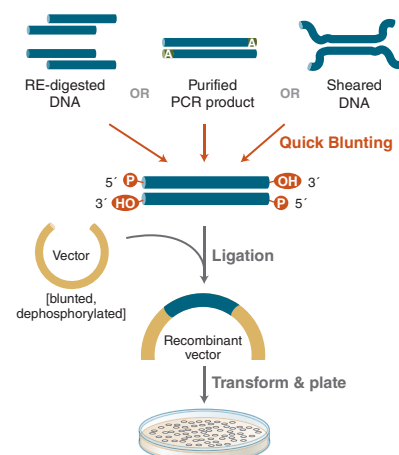 A
A
RE-digested
DNA
OR
Purified
PCR product
OR
Sheared
DNA
Quick Blunting
5´ P OH 3´
3´ HO P 5´
Vector
[blunted,
dephosphorylated]
Ligation
Recombinant
vector
Transform & plate